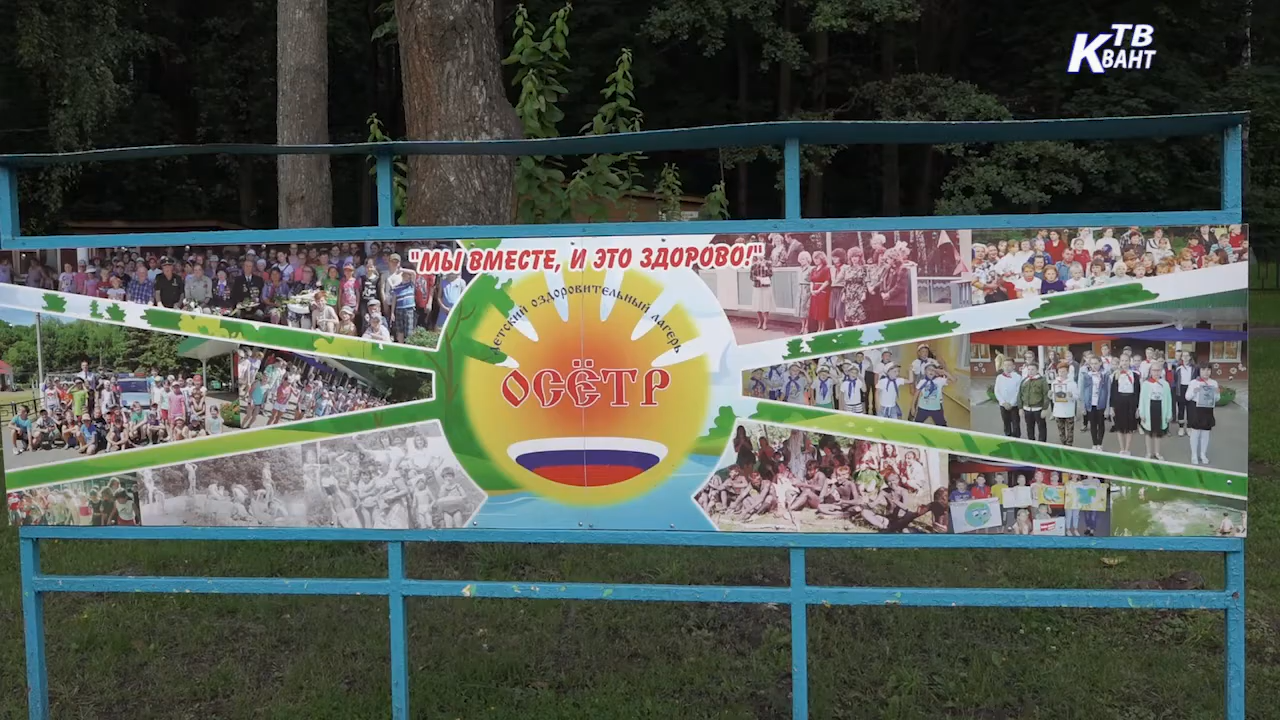 ТВ
КВАНТ
"МЫ ВМЕСТЕ, И ЭТО ЗДОРОВО!"
ДЕТСКИЙ ОЗДОРОВИТЕЛЬНЫЙ ЛАГЕРЬ
ОСЁТР